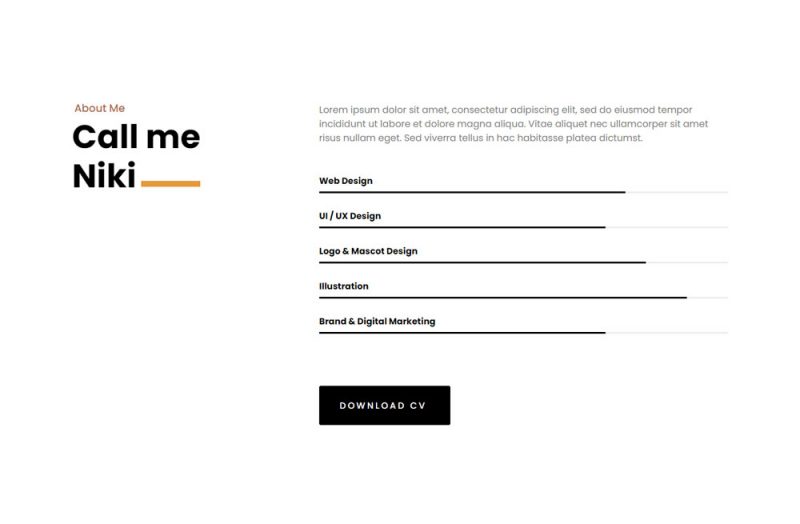 About Me
Call me
Niki
Lorem ipsum dolor sit amet, consectetur adipiscing elit, sed do eiusmod tempor
incididunt ut labore et dolore magna aliqua. Vitae aliquet nec ullamcorper sit amet
risus nullam eget. Sed viverra tellus in hac habitasse platea dictumst.
Web Design
UI / UX Design
Logo & Mascot Design
Illustration
Brand & Digital Marketing
DOWNLOAD CV